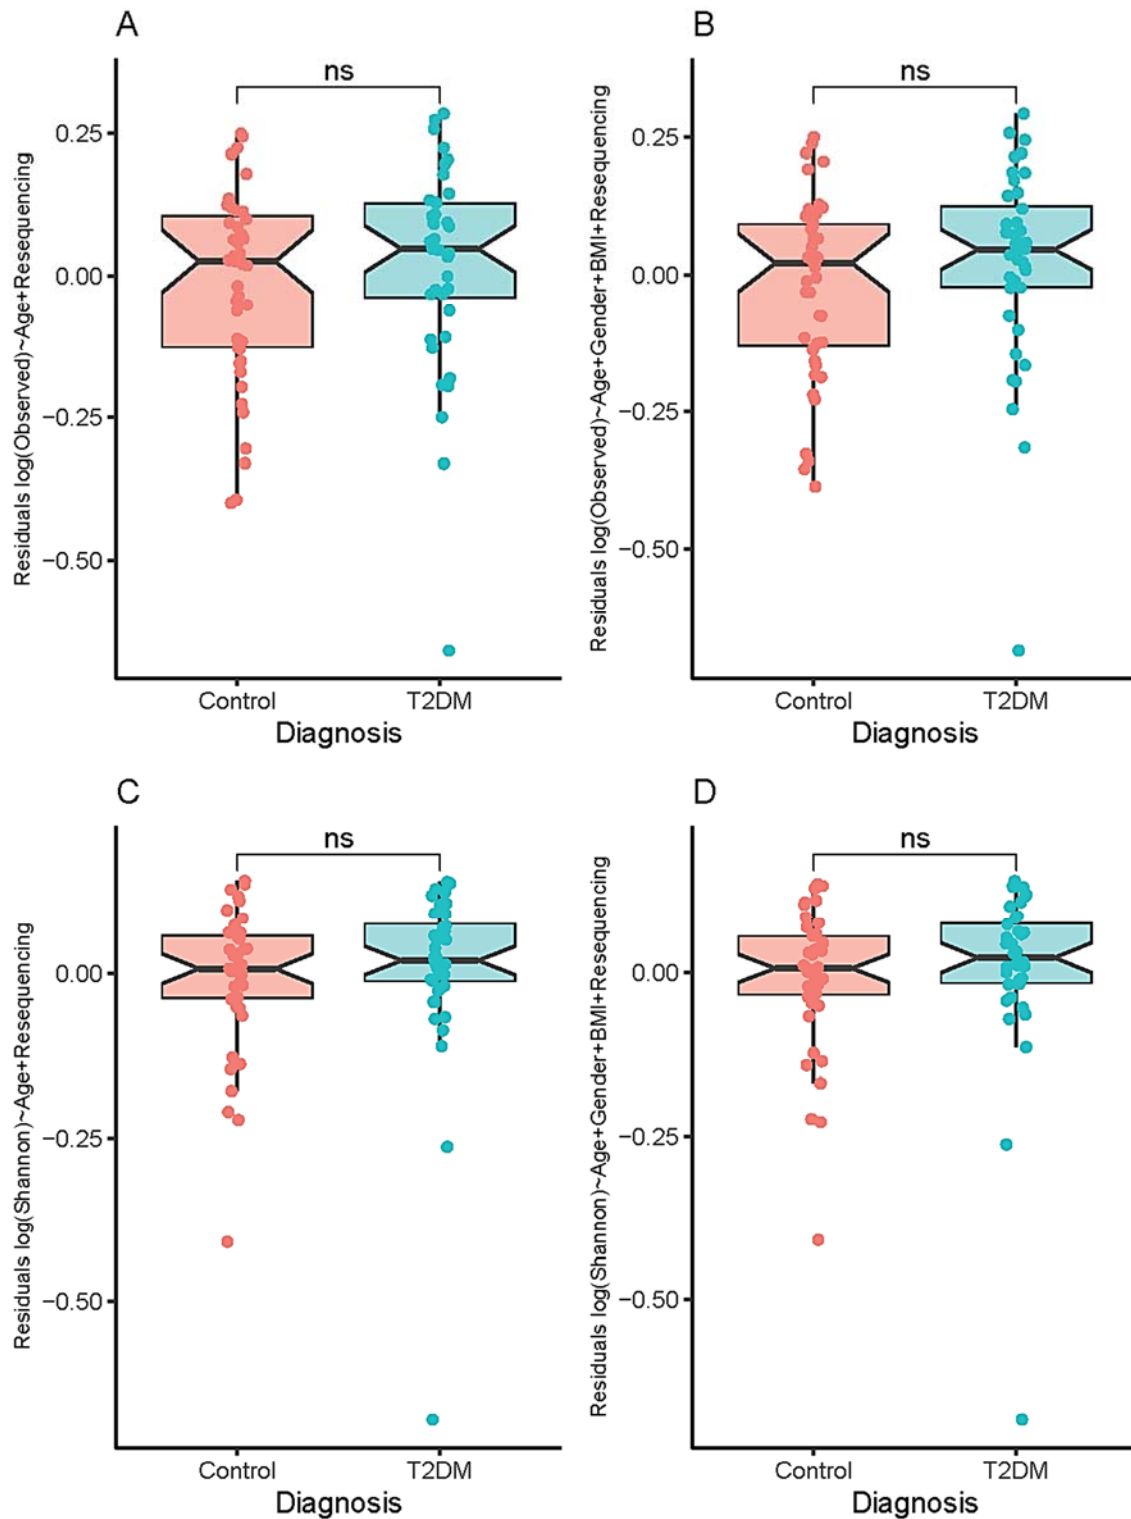 A
ns
Residuals log(Observed)~Age+Resequencing
0.25
0.00
−0.25
−0.50
Control
T2DM
Diagnosis
B
ns
Residuals log(Observed)~Age+Gender+BMI+Resequencing
0.25
0.00
−0.25
−0.50
Control
T2DM
Diagnosis
C
ns
Residuals log(Shannon)~Age+Resequencing
0.00
−0.25
−0.50
Control
T2DM
Diagnosis
D
ns
Residuals log(Shannon)~Age+Gender+BMI+Resequencing
0.00
−0.25
−0.50
Control
T2DM
Diagnosis